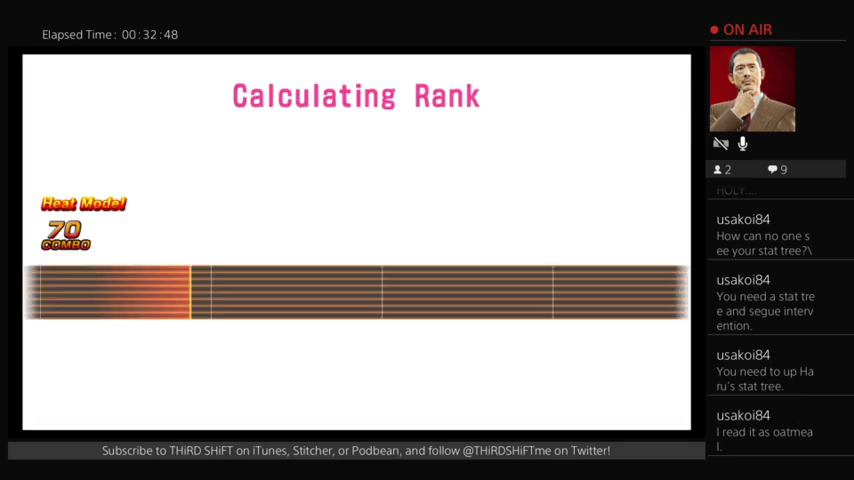 Elapsed Time: 00:32:48
ON AIR
Calculating Rank
Heat Mode!
70
COMBO
2
9
HOLY....
usakoi84
How can no one s
ee your stat tree?\
usakoi84
You need a stat tre
e and segue interv
ention.
usakoi84
You need to up Ha
ru's stat tree.
usakoi84
I read it as oatmea
l.
Subscribe to THiRD SHiFT on iTunes, Stitcher, or Podbean, and follow @THiRDSHiFTme on Twitter!